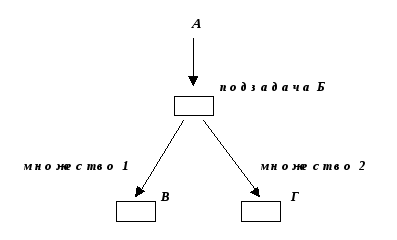 А
подзадача Б
множество 1
множество 2
В
Г